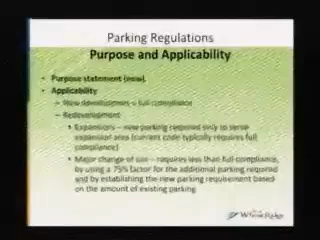 Parking Regulations
Purpose and Applicability
• Purpose statement (new).
• Applicability
– New developments – full compliance
– Redevelopment
• Expansions – new parking required only to serve
expansion area (current code typically requires full
compliance)
• Major change of use – requires less than full compliance,
by using a 75% factor for the additional parking required
and by establishing the new parking requirement based
on the amount of existing parking